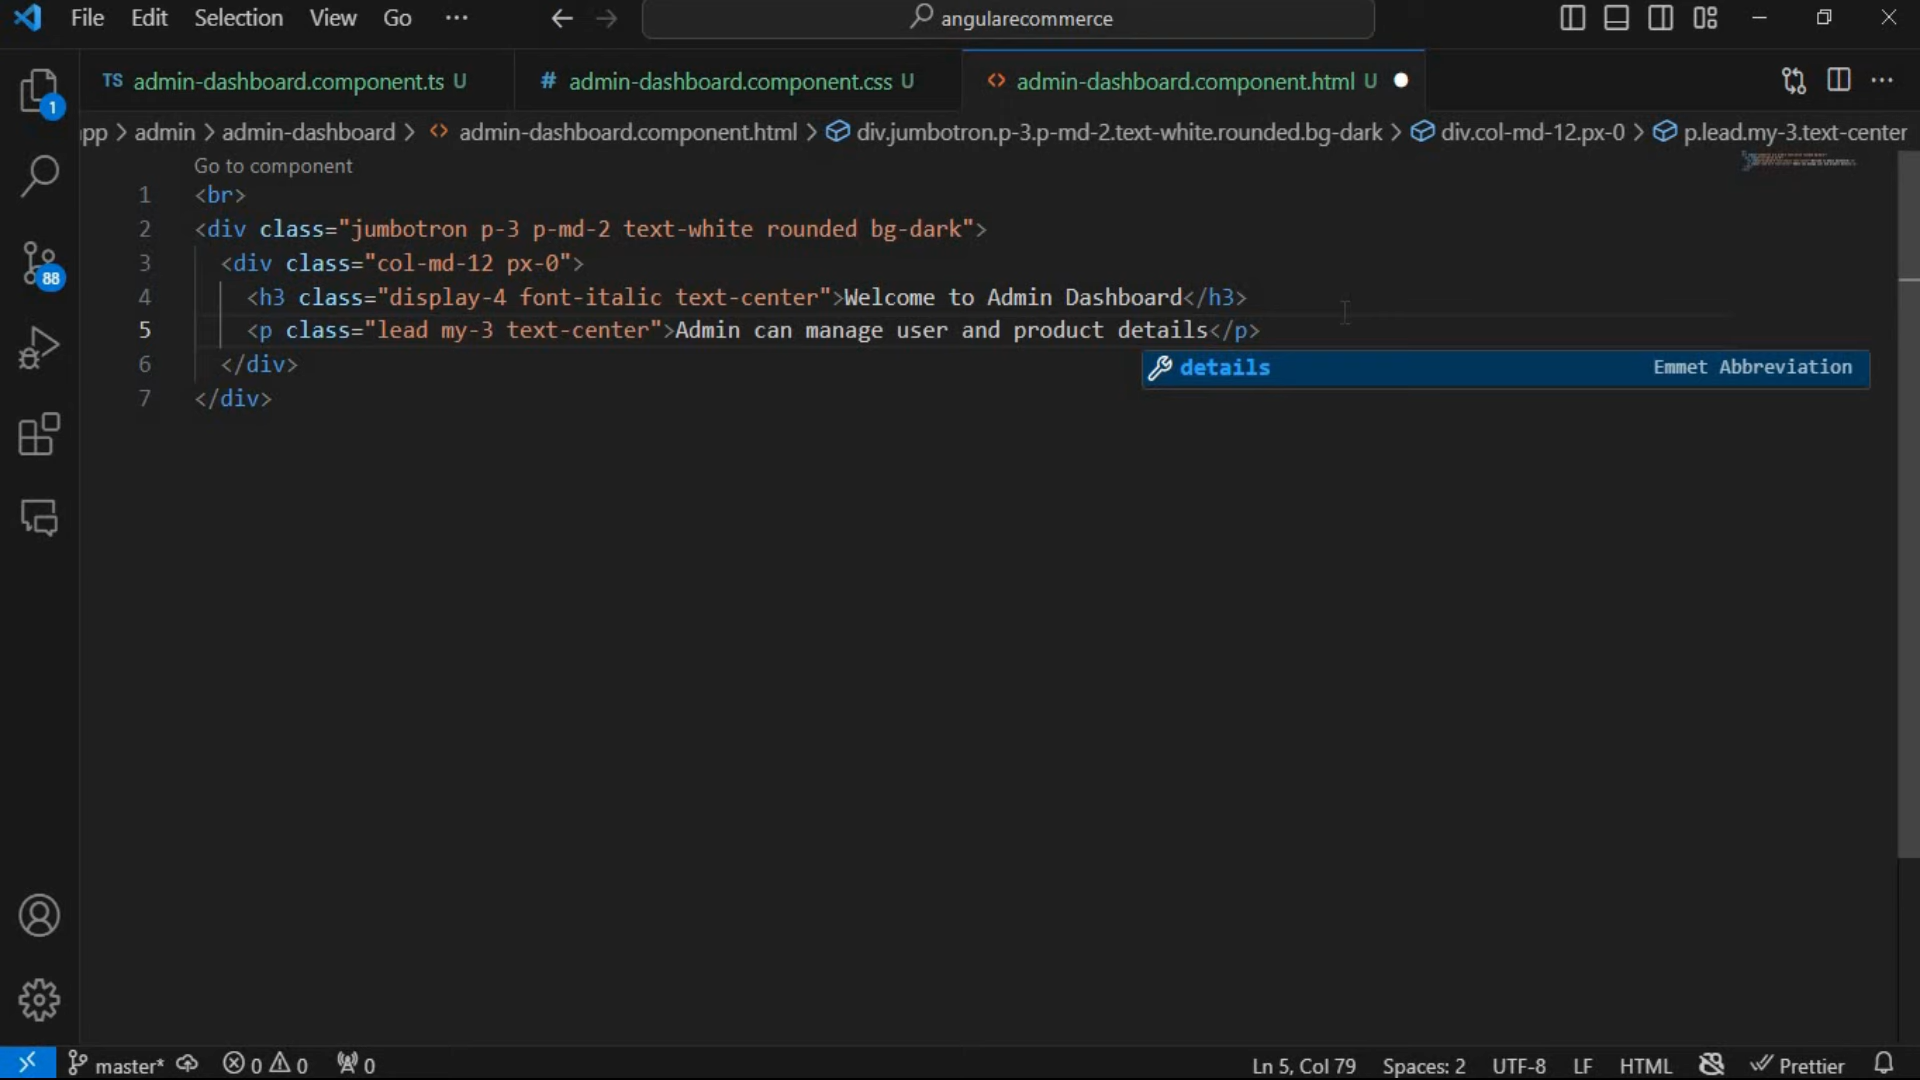 File Edit Selection View Go ··· angularecommerce
TS admin-dashboard.component.ts U # admin-dashboard.component.css U <> admin-dashboard.component.html U
app > admin > admin-dashboard > <> admin-dashboard.component.html > div.jumbotron.p-3.p-md-2.text-white.rounded.bg-dark > div.col-md-12.px-0 > p.lead.my-3.text-center
Go to component
1 <br>
2 <div class="jumbotron p-3 p-md-2 text-white rounded bg-dark">
3 <div class="col-md-12 px-0">
4 <h3 class="display-4 font-italic text-center">Welcome to Admin Dashboard</h3>
5 <p class="lead my-3 text-center">Admin can manage user and product details</p>
6 </div>
details Emmet Abbreviation
7 </div>
1
88
master* 0 0 0 Ln 5, Col 79 Spaces: 2 UTF-8 LF HTML Prettier